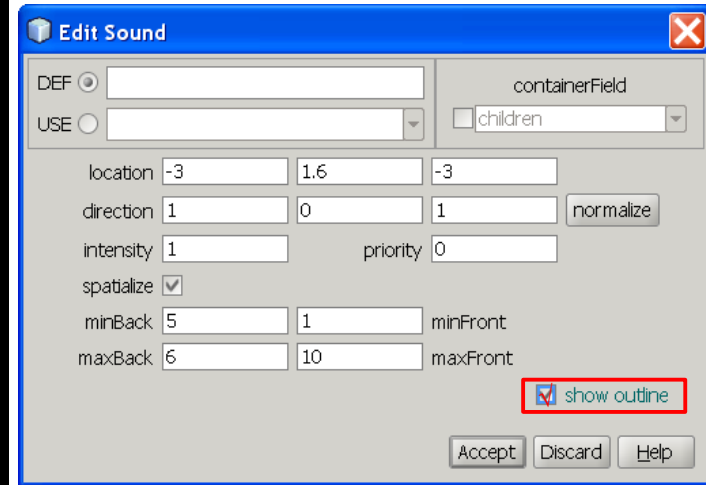 Edit Sound
DEF
containerField
USE
children
location -3 1.6 -3
direction 1 0 1 normalize
intensity 1 priority 0
spatialize
minBack 5 1 minFront
maxBack 6 10 maxFront
show outline
Accept Discard Help